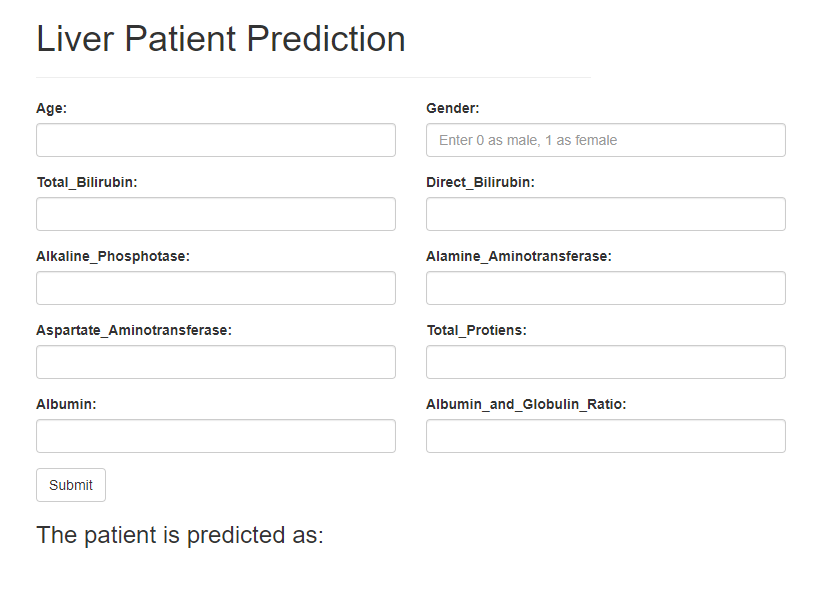 Liver Patient Prediction
Age:
Gender:
Enter 0 as male, 1 as female
Total_Bilirubin:
Direct_Bilirubin:
Alkaline_Phosphotase:
Alamine_Aminotransferase:
Aspartate_Aminotransferase:
Total_Protiens:
Albumin:
Albumin_and_Globulin_Ratio:
Submit
The patient is predicted as: